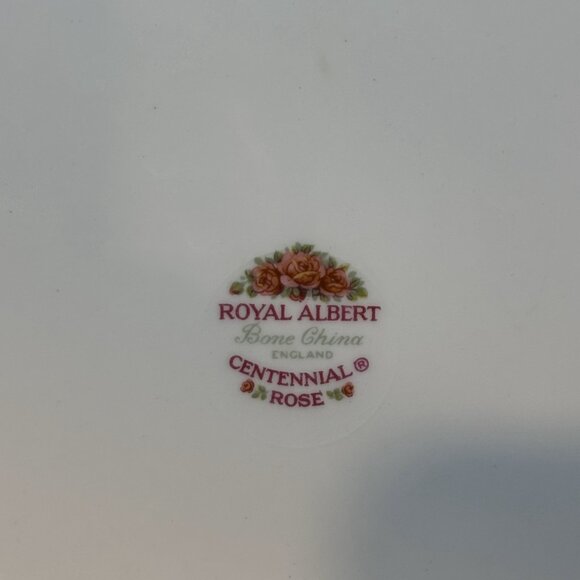 ROYAL ALBERT
Bone China
ENGLAND
CENTENNIAL ®
ROSE